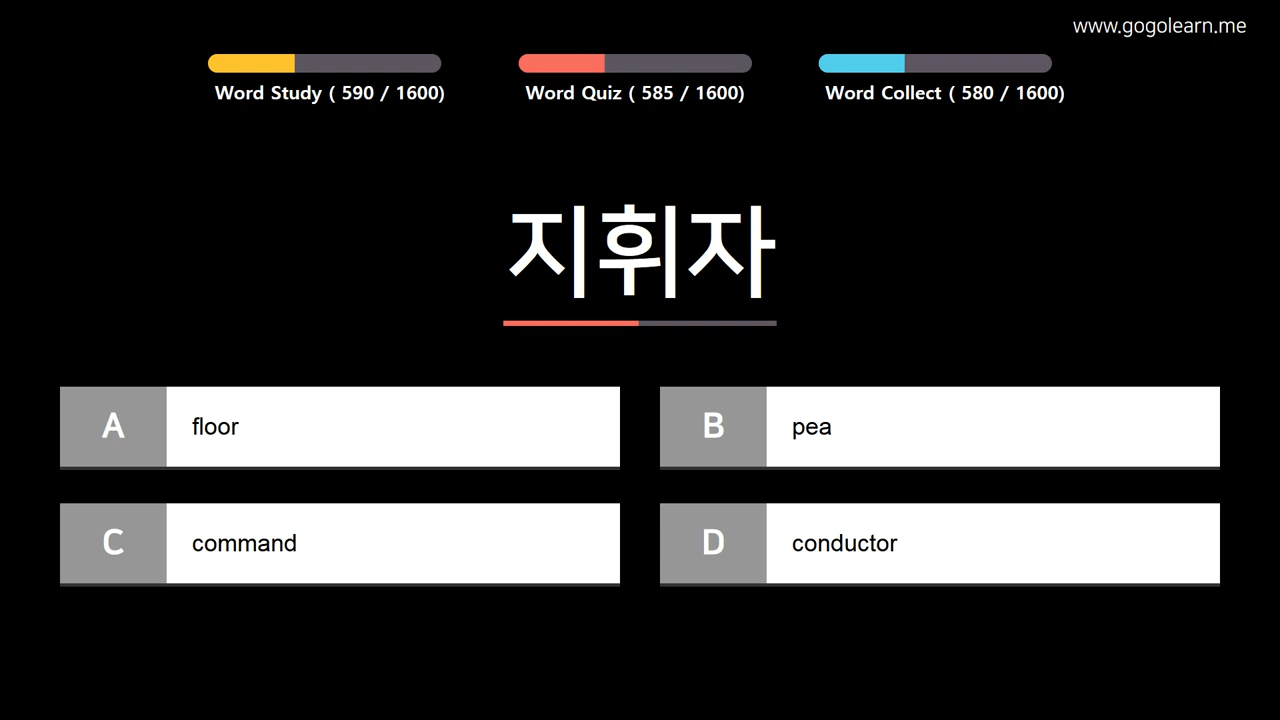 www.gogolearn.me
Word Study ( 590 / 1600)
Word Quiz ( 585 / 1600)
Word Collect ( 580 / 1600)
지휘자
A floor
B pea
C command
D conductor